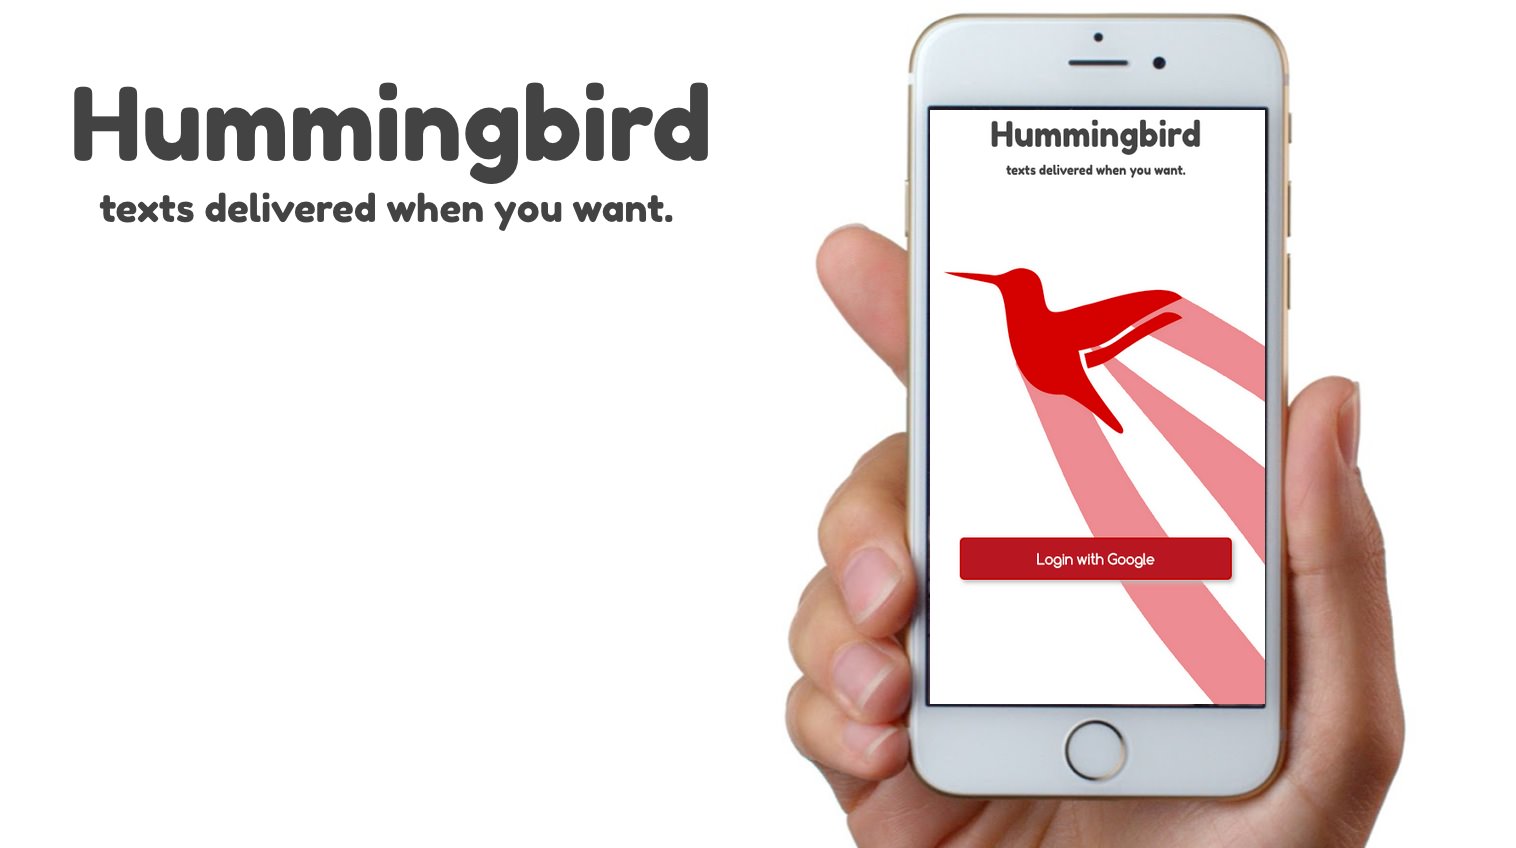 Hummingbird
texts delivered when you want.
Hummingbird
texts delivered when you want.
Login with Google